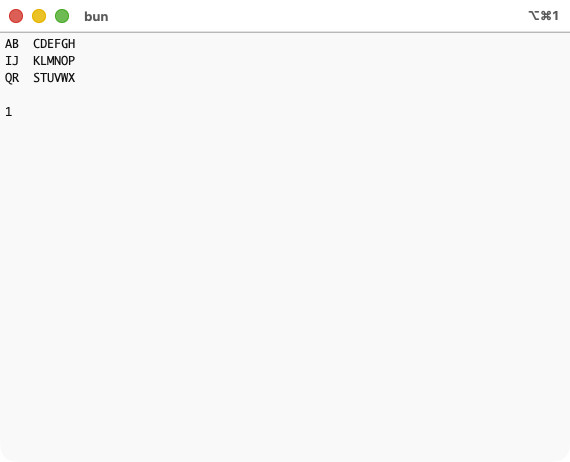 bun ⌥⌘1
AB  CDEFGH
IJ  KLMNOP
QR  STUVWX

1